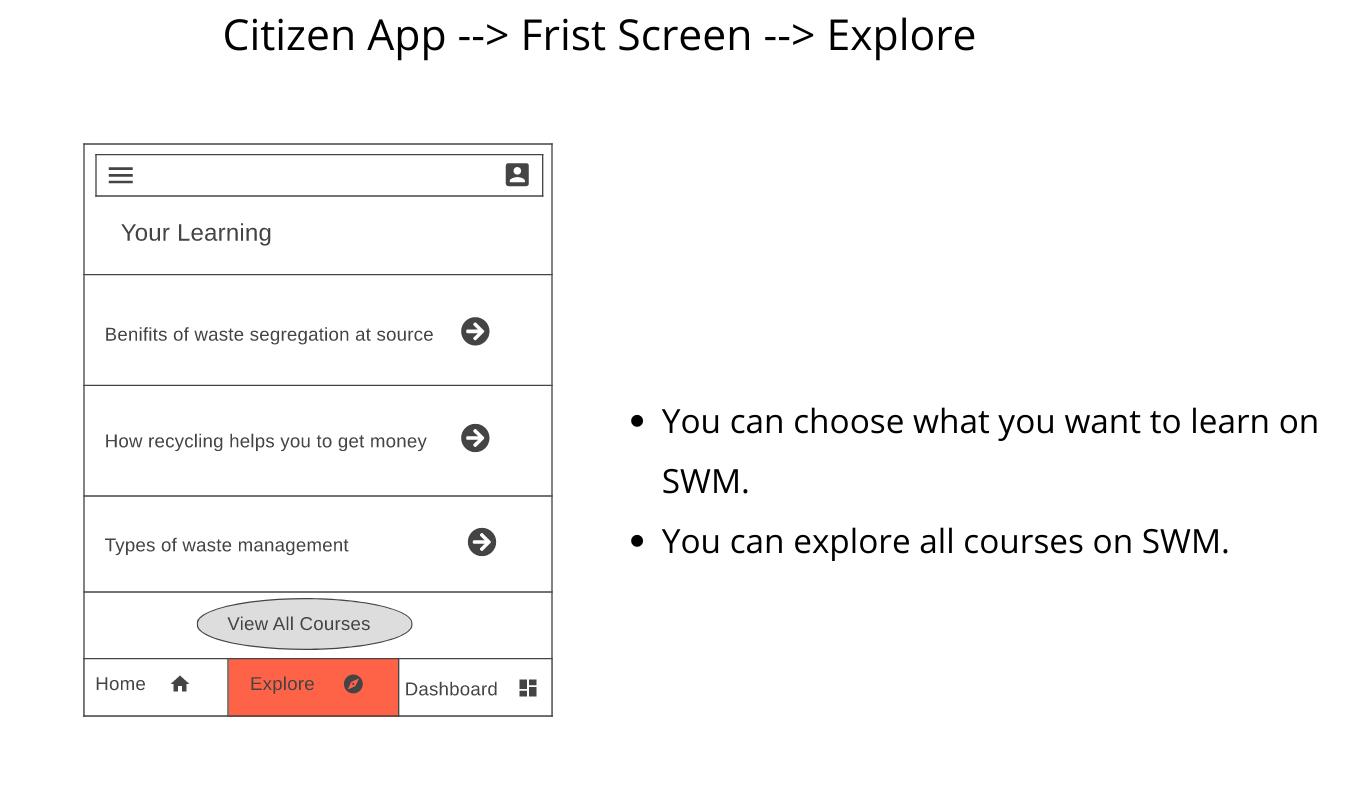 Citizen App --> Frist Screen --> Explore
Your Learning
Benifits of waste segregation at source
How recycling helps you to get money
Types of waste management
View All Courses
Home
Explore
Dashboard
• You can choose what you want to learn on
SWM.
• You can explore all courses on SWM.